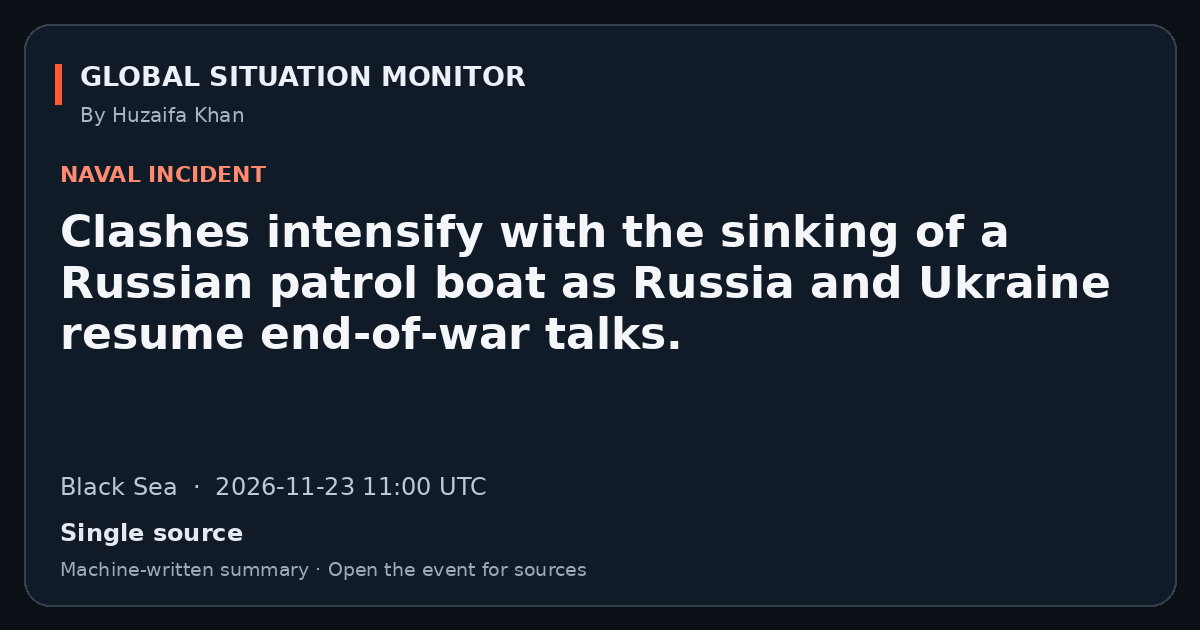 GLOBAL SITUATION MONITOR
By Huzaifa Khan
NAVAL INCIDENT
Clashes intensify with the sinking of a
Russian patrol boat as Russia and Ukraine
resume end-of-war talks.
Black Sea · 2026-11-23 11:00 UTC
Single source
Machine-written summary · Open the event for sources